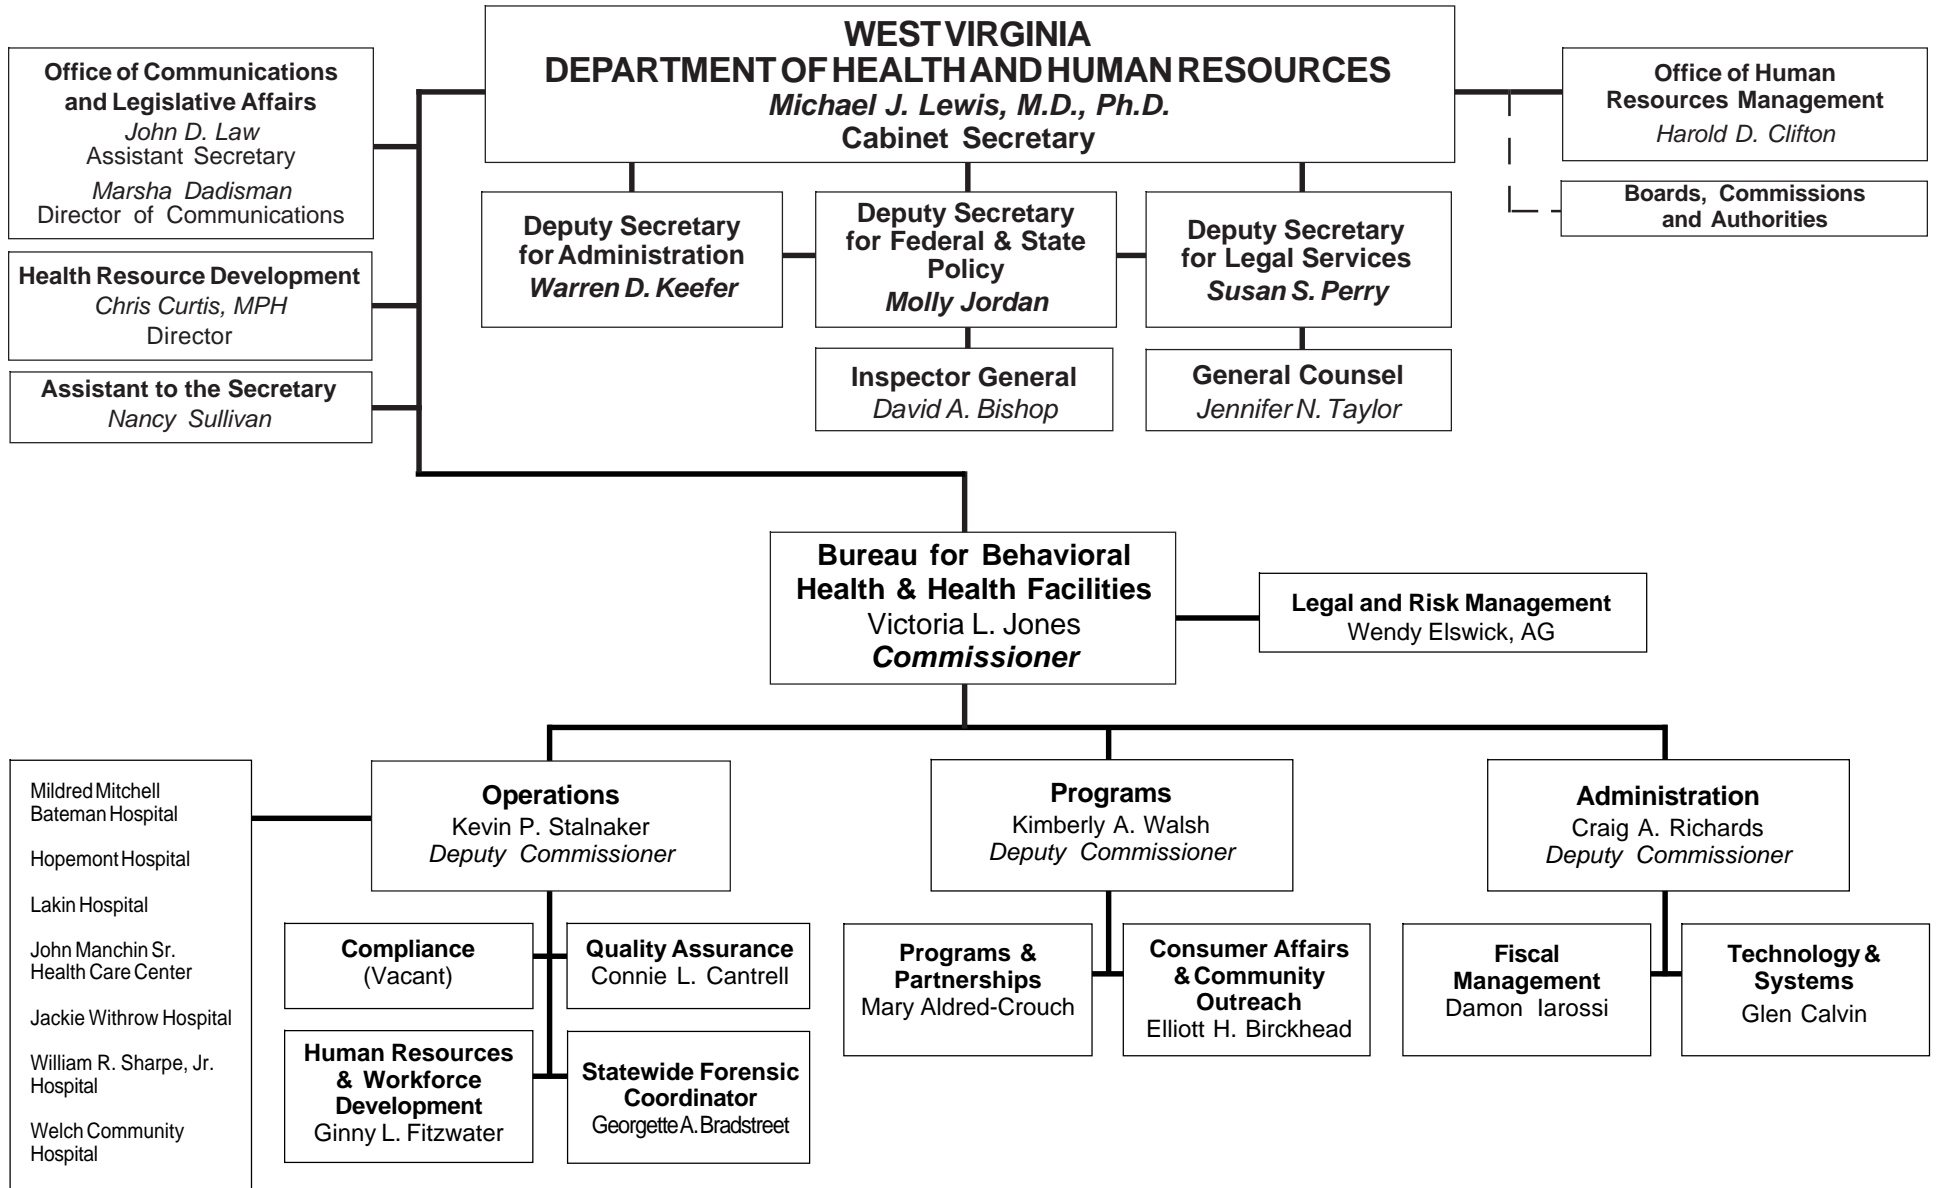 WEST VIRGINIA
DEPARTMENT OF HEALTH AND HUMAN RESOURCES
Michael J. Lewis, M.D., Ph.D.
Cabinet Secretary
Office of Communications
and Legislative Affairs
John D. Law
Assistant Secretary
Marsha Dadisman
Director of Communications
Health Resource Development
Chris Curtis, MPH
Director
Assistant to the Secretary
Nancy Sullivan
Office of Human
Resources Management
Harold D. Clifton
Boards, Commissions
and Authorities
Deputy Secretary
for Administration
Warren D. Keefer
Deputy Secretary
for Federal & State
Policy
Molly Jordan
Deputy Secretary
for Legal Services
Susan S. Perry
Inspector General
David A. Bishop
General Counsel
Jennifer N. Taylor
Bureau for Behavioral
Health & Health Facilities
Victoria L. Jones
Commissioner
Legal and Risk Management
Wendy Elswick, AG
Mildred Mitchell
Bateman Hospital
Hopemont Hospital
Lakin Hospital
John Manchin Sr.
Health Care Center
Jackie Withrow Hospital
William R. Sharpe, Jr.
Hospital
Welch Community
Hospital
Operations
Kevin P. Stalnaker
Deputy Commissioner
Compliance
(Vacant)
Quality Assurance
Connie L. Cantrell
Human Resources
& Workforce
Development
Ginny L. Fitzwater
Statewide Forensic
Coordinator
Georgette A. Bradstreet
Programs
Kimberly A. Walsh
Deputy Commissioner
Programs &
Partnerships
Mary Aldred-Crouch
Consumer Affairs
& Community
Outreach
Elliott H. Birckhead
Administration
Craig A. Richards
Deputy Commissioner
Fiscal
Management
Damon Iarossi
Technology &
Systems
Glen Calvin